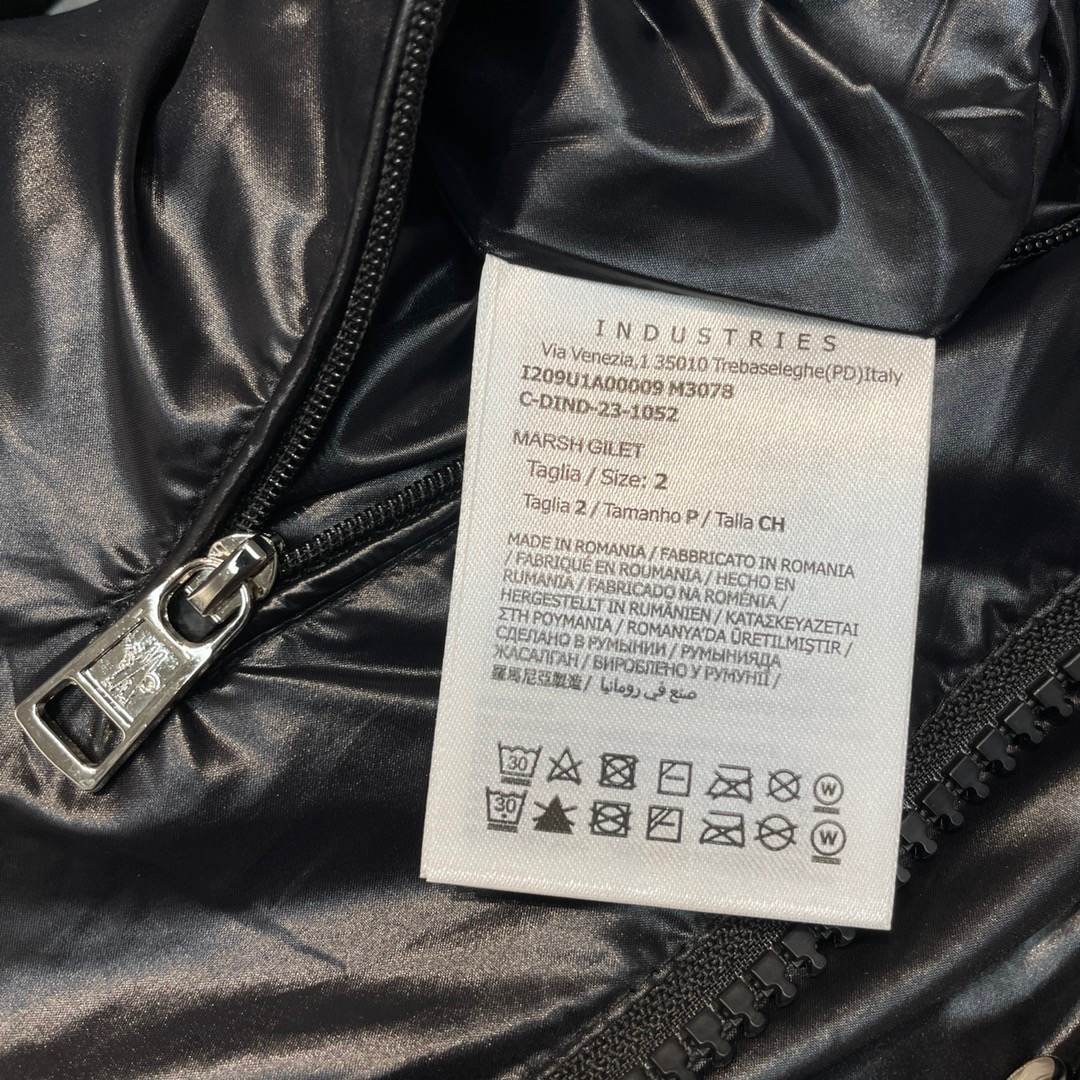 INDUSTRIES
Via Venezia,1 35010 Trebaseleghe(PD)Italy
I209U1A00009 M3078
C-DIND-23-1052
MARSH GILET
Taglia / Size: 2
Taglia 2 / Tamanho P / Talla CH
MADE IN ROMANIA / FABBRICATO IN ROMANIA
/ FABRIQUÉ EN ROUMANIA / HECHO EN
RUMANIA / FABRICADO NA ROMÉNIA /
HERGESTELLT IN RUMÄNIEN / ΚΑΤΑΣΚΕΥΑΖΕΤΑΙ
ΣΤΗ ΡΟΥΜΑΝΙΑ / ROMANYA'DA ÜRETILMIŞTIR /
СДЕЛАНО В РУМЫНИИ / РУМЫНИЯДА
ЖАСАЛГАН / ВИРОБЛЕНО У РУМУНІЇ /
羅馬尼亞製造 / صنع في رومانيا
30 W
30 W